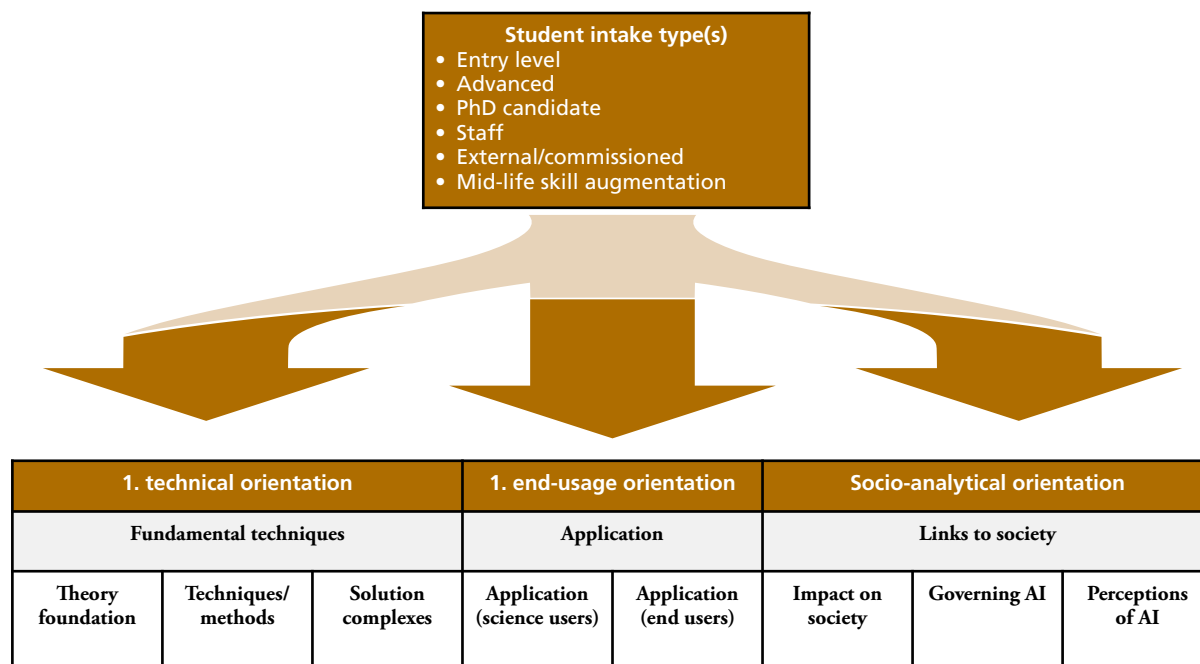 Student intake type(s)
• Entry level
• Advanced
• PhD candidate
• Staff
• External/commissioned
• Mid-life skill augmentation
1. technical orientation
1. end-usage orientation
Socio-analytical orientation
Fundamental techniques
Application
Links to society
Theory
foundation
Techniques/
methods
Solution
complexes
Application
(science users)
Application
(end users)
Impact on
society
Governing AI
Perceptions
of AI